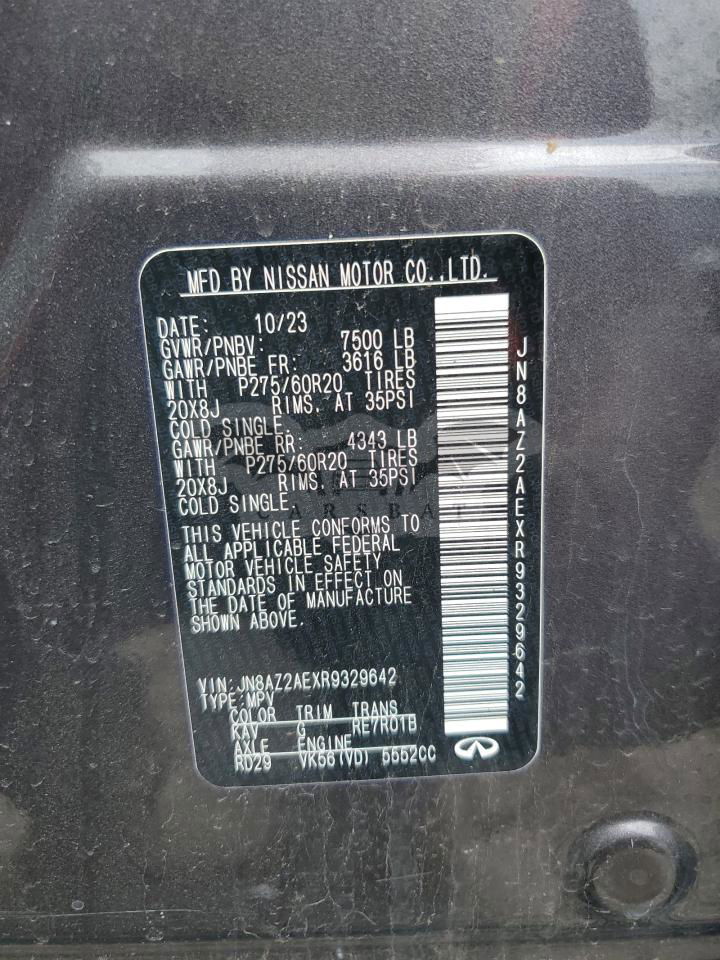 MFD BY NISSAN MOTOR CO.,LTD.
DATE: 10/23
GVWR/PNBV: 7500 LB
GAWR/PNBE FR: 3616 LB
WITH P275/60R20 TIRES
20X8J RIMS, AT 35PSI
COLD SINGLE
GAWR/PNBE RR: 4343 LB
WITH P275/60R20 TIRES
20X8J RIMS, AT 35PSI
COLD SINGLE
THIS VEHICLE CONFORMS TO
ALL APPLICABLE FEDERAL
MOTOR VEHICLE SAFETY
STANDARDS IN EFFECT ON
THE DATE OF MANUFACTURE
SHOWN ABOVE.
VIN:JN8AZ2AEXR9329642
TYPE:MPV
COLOR TRIM TRANS
KAV G RE7R01B
AXLE ENGINE
RD29 VK56(VD) 5552CC
JN8AZ2AEXR9329642